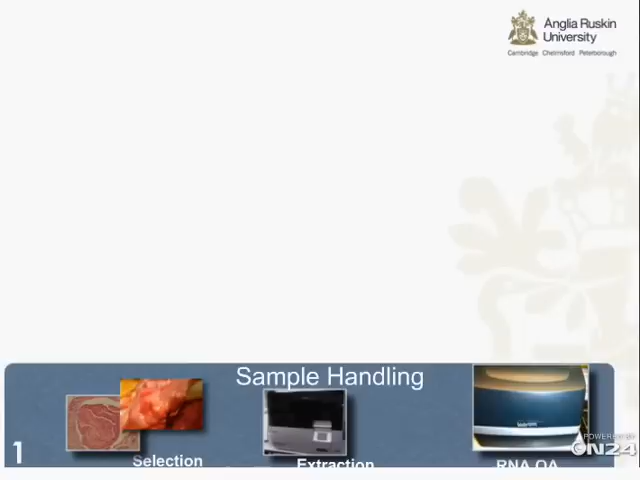 Anglia Ruskin
University
Cambridge Chelmsford Peterborough
Sample Handling
1
Selection
Extraction
RNA QA
POWERED BY
ON24